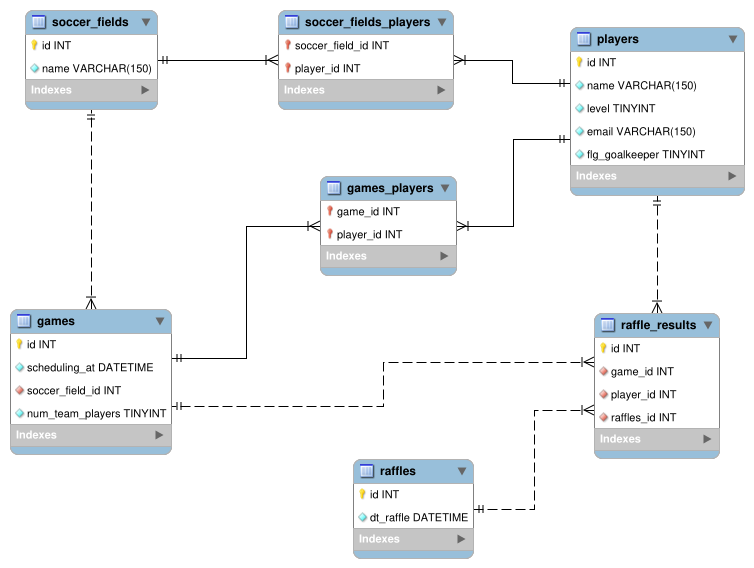 soccer_fields
id INT
name VARCHAR(150)
Indexes
soccer_fields_players
soccer_field_id INT
player_id INT
Indexes
players
id INT
name VARCHAR(150)
level TINYINT
email VARCHAR(150)
flg_goalkeeper TINYINT
Indexes
games_players
game_id INT
player_id INT
Indexes
games
id INT
scheduling_at DATETIME
soccer_field_id INT
num_team_players TINYINT
Indexes
raffle_results
id INT
game_id INT
player_id INT
raffles_id INT
Indexes
raffles
id INT
dt_raffle DATETIME
Indexes